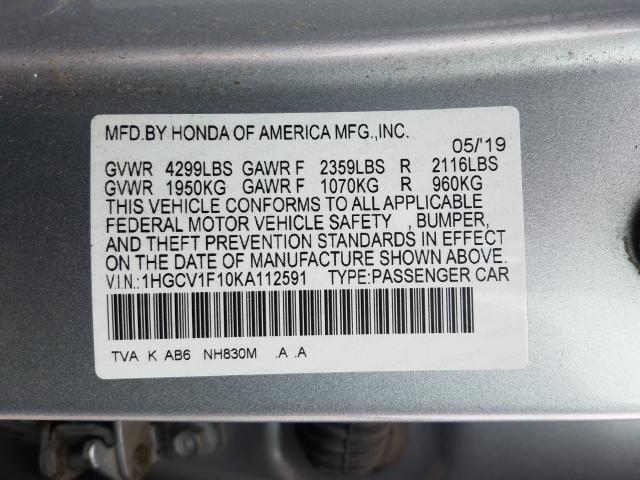 MFD.BY HONDA OF AMERICA MFG.,INC.
05/'19
GVWR 4299LBS GAWR F 2359LBS R 2116LBS
GVWR 1950KG GAWR F 1070KG R 960KG
THIS VEHICLE CONFORMS TO ALL APPLICABLE
FEDERAL MOTOR VEHICLE SAFETY , BUMPER,
AND THEFT PREVENTION STANDARDS IN EFFECT
ON THE DATE OF MANUFACTURE SHOWN ABOVE.
V.I.N.:1HGCV1F10KA112591 TYPE:PASSENGER CAR
TVA K AB6 NH830M .A .A